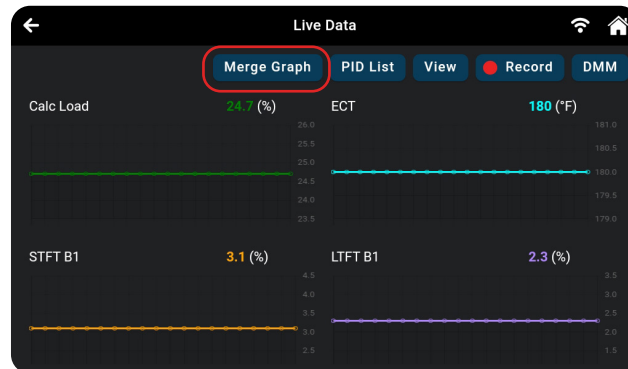 Live Data
Merge Graph PID List View Record DMM
Calc Load 24.7 (%) ECT 180 (°F)
26.0 181.0
25.5 180.5
25.0 180.0
24.5 179.5
24.0 179.0
23.5
STFT B1 3.1 (%) LTFT B1 2.3 (%)
4.5 3.5
4.0 3.0
3.5 2.5
3.0 2.0
2.5 1.5